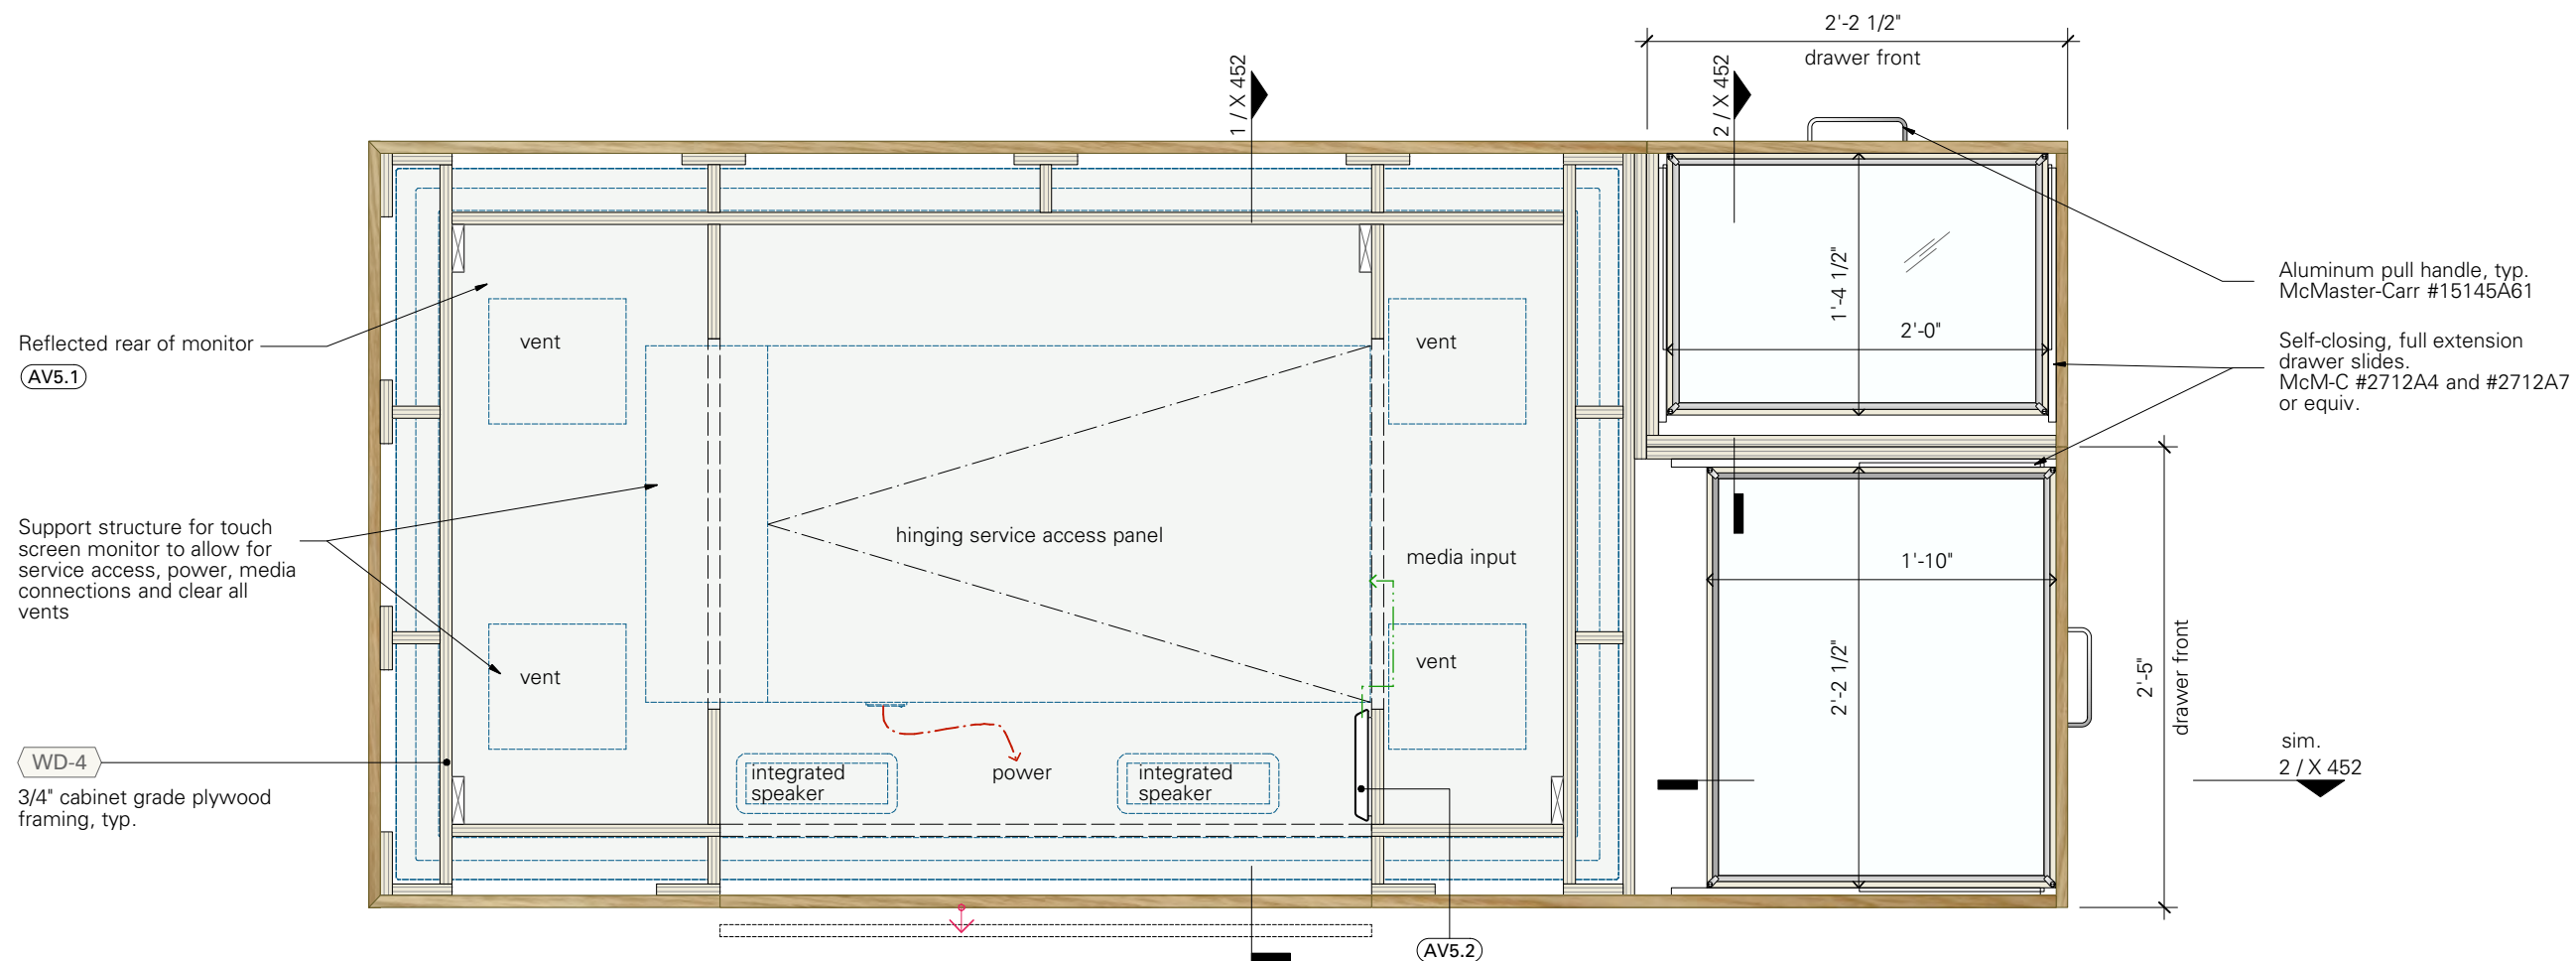 2'-2 1/2"
drawer front
1 / X 452
2 / X 452
Aluminum pull handle, typ.
McMaster-Carr #15145A61
1'-4 1/2"
2'-0"
Self-closing, full extension
drawer slides.
McM-C #2712A4 and #2712A7
or equiv.
Reflected rear of monitor
AV5.1
vent
vent
Support structure for touch
screen monitor to allow for
service access, power, media
connections and clear all
vents
hinging service access panel
media input
1'-10"
vent
vent
2'-2 1/2"
2'-5"
drawer front
WD-4
3/4" cabinet grade plywood
framing, typ.
integrated
speaker
power
integrated
speaker
sim.
2 / X 452
AV5.2